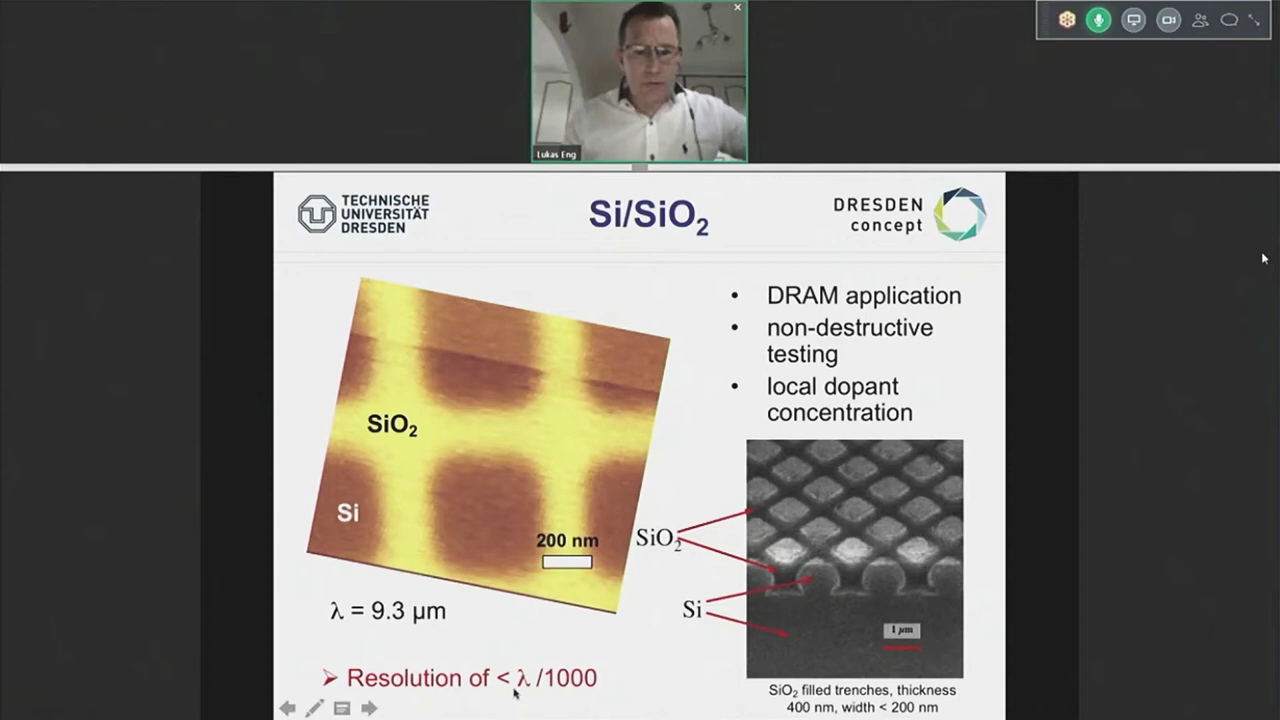 Lukas Eng
TECHNISCHE
UNIVERSITÄT
DRESDEN
Si/SiO₂
DRESDEN
concept
• DRAM application
• non-destructive
testing
• local dopant
concentration
SiO₂
Si
200 nm
λ = 9.3 µm
➢ Resolution of < λ /1000
SiO₂
Si
1 µm
SiO₂ filled trenches, thickness
400 nm, width < 200 nm